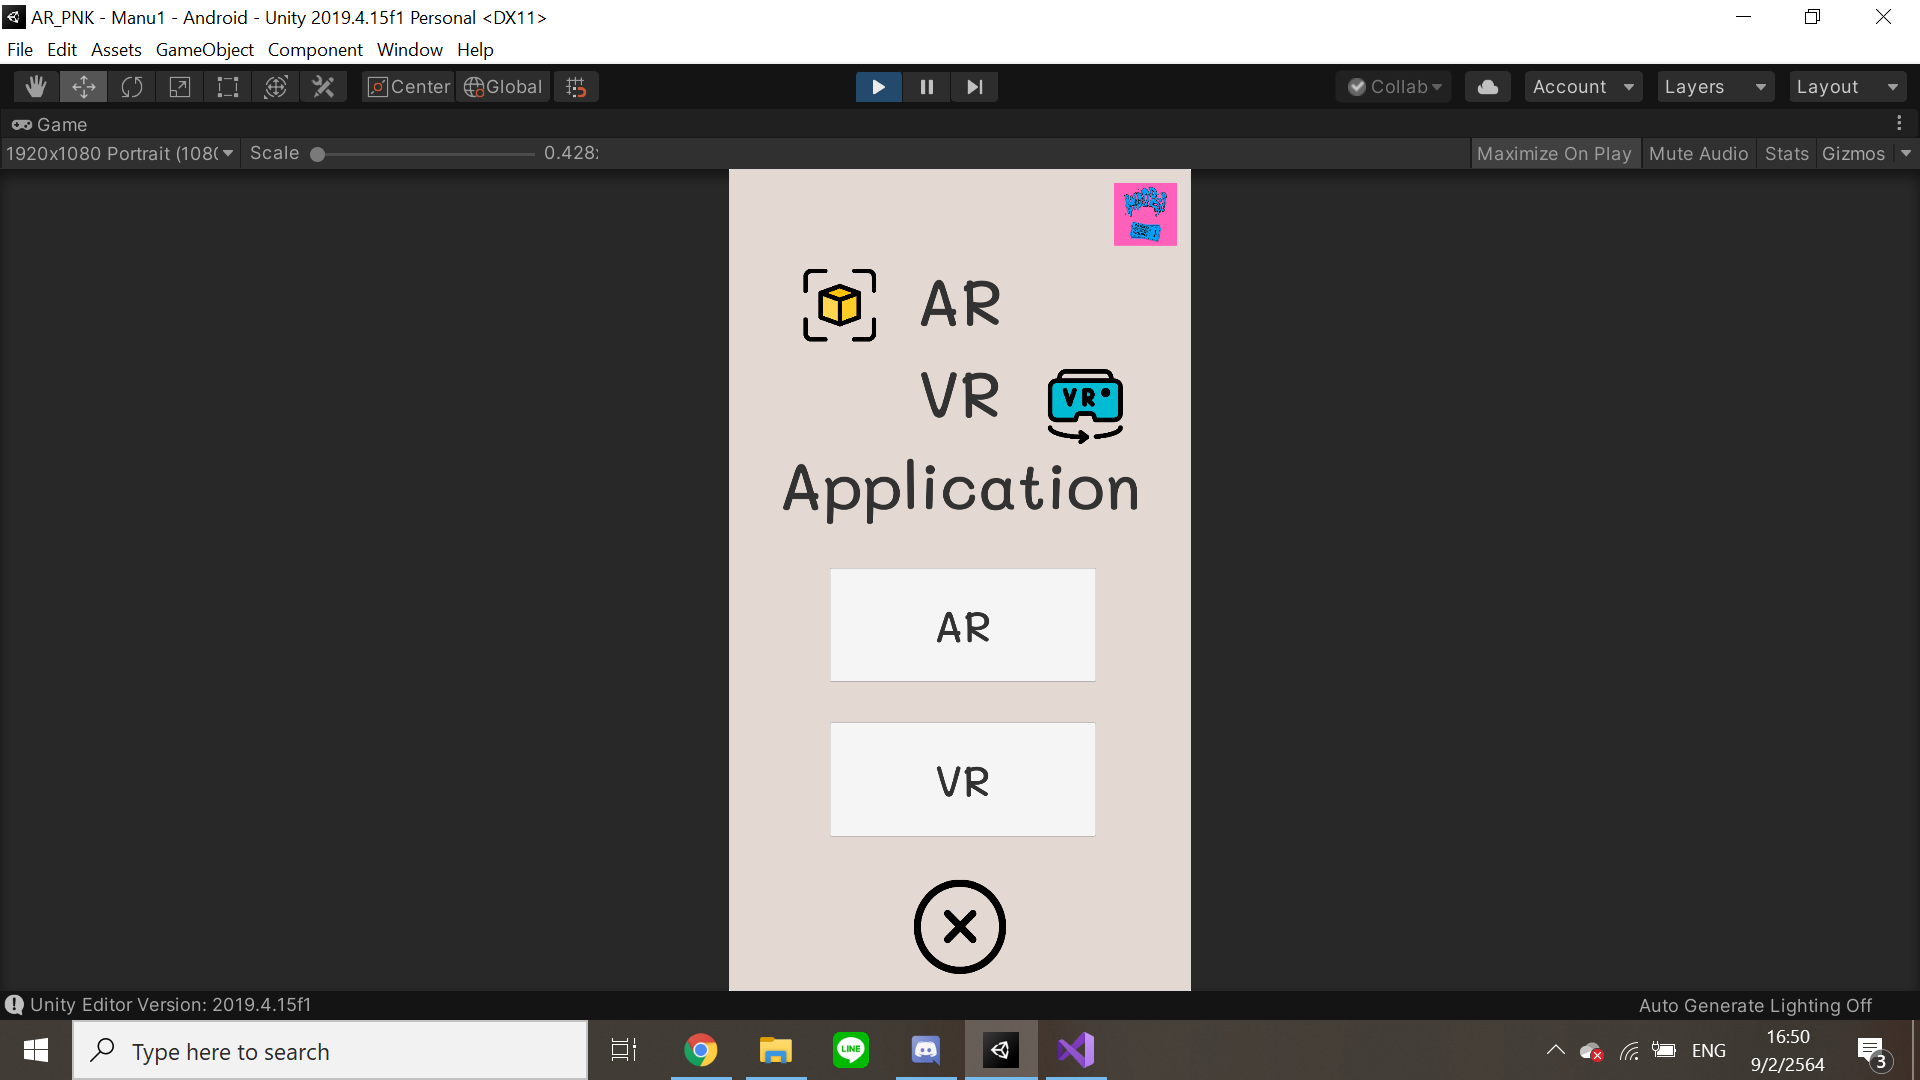 AR_PNK - Manu1 - Android - Unity 2019.4.15f1 Personal <DX11>
File Edit Assets GameObject Component Window Help
Center Global Collab Account Layers Layout
Game
1920x1080 Portrait (108( Scale 0.428: Maximize On Play Mute Audio Stats Gizmos
AR
VR
VR
Application
AR
VR
Unity Editor Version: 2019.4.15f1
Auto Generate Lighting Off
Type here to search
LINE
ENG
16:50
9/2/2564
3